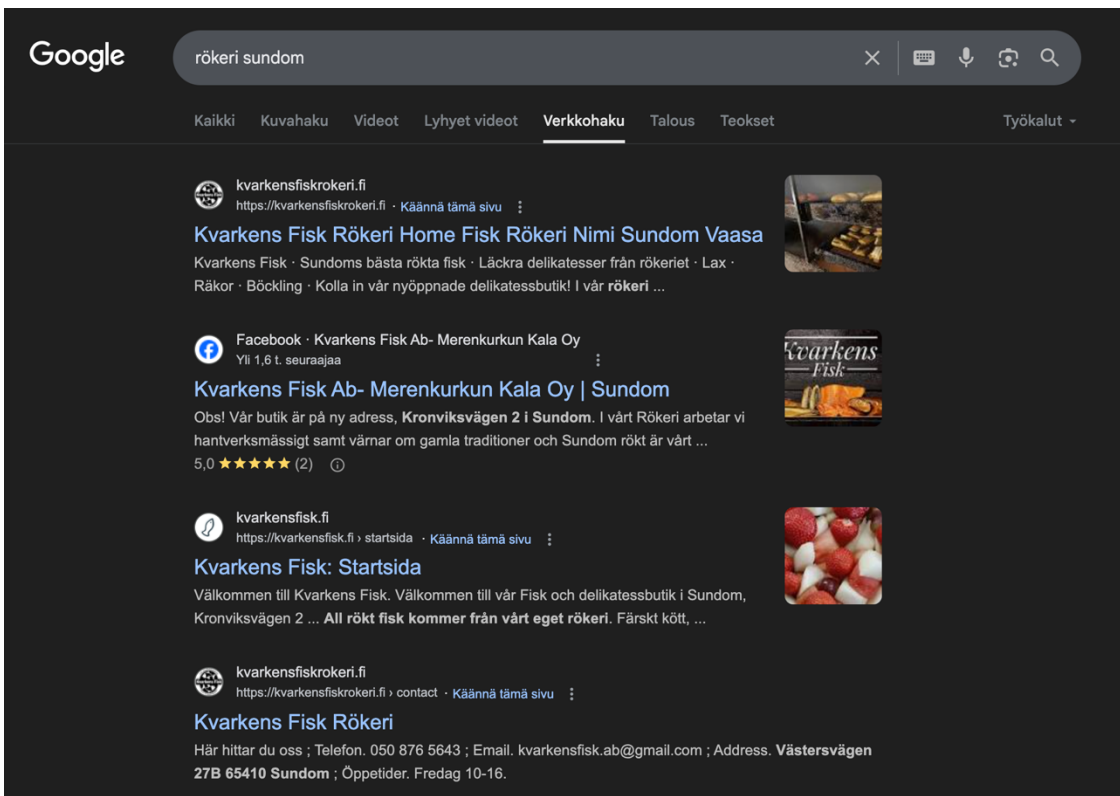 Google
rökeri sundom
Kaikki Kuvahaku Videot Lyhyet videot Verkkohaku Talous Teokset Työkalut
kvarkensfiskrokeri.fi
https://kvarkensfiskrokeri.fi · Käännä tämä sivu
Kvarkens Fisk Rökeri Home Fisk Rökeri Nimi Sundom Vaasa
Kvarkens Fisk · Sundoms bästa rökta fisk · Läckra delikatesser från rökeriet · Lax ·
Räkor · Böckling · Kolla in vår nyöppnade delikatessbutik! I vår rökeri ...
Facebook · Kvarkens Fisk Ab- Merenkurkun Kala Oy
Yli 1,6 t. seuraajaa
Kvarkens Fisk Ab- Merenkurkun Kala Oy | Sundom
Obs! Vår butik är på ny adress, Kronviksvägen 2 i Sundom. I vårt Rökeri arbetar vi
hantverksmässigt samt värnar om gamla traditioner och Sundom rökt är vårt ...
5,0 ★★★★★ (2)
Kvarkens
Fisk
kvarkensfisk.fi
https://kvarkensfisk.fi › startsida · Käännä tämä sivu
Kvarkens Fisk: Startsida
Välkommen till Kvarkens Fisk. Välkommen till vår Fisk och delikatessbutik i Sundom,
Kronviksvägen 2 ... All rökt fisk kommer från vårt eget rökeri. Färskt kött, ...
kvarkensfiskrokeri.fi
https://kvarkensfiskrokeri.fi › contact · Käännä tämä sivu
Kvarkens Fisk Rökeri
Här hittar du oss ; Telefon. 050 876 5643 ; Email. kvarkensfisk.ab@gmail.com ; Address. Västersvägen
27B 65410 Sundom ; Öppetider. Fredag 10-16.